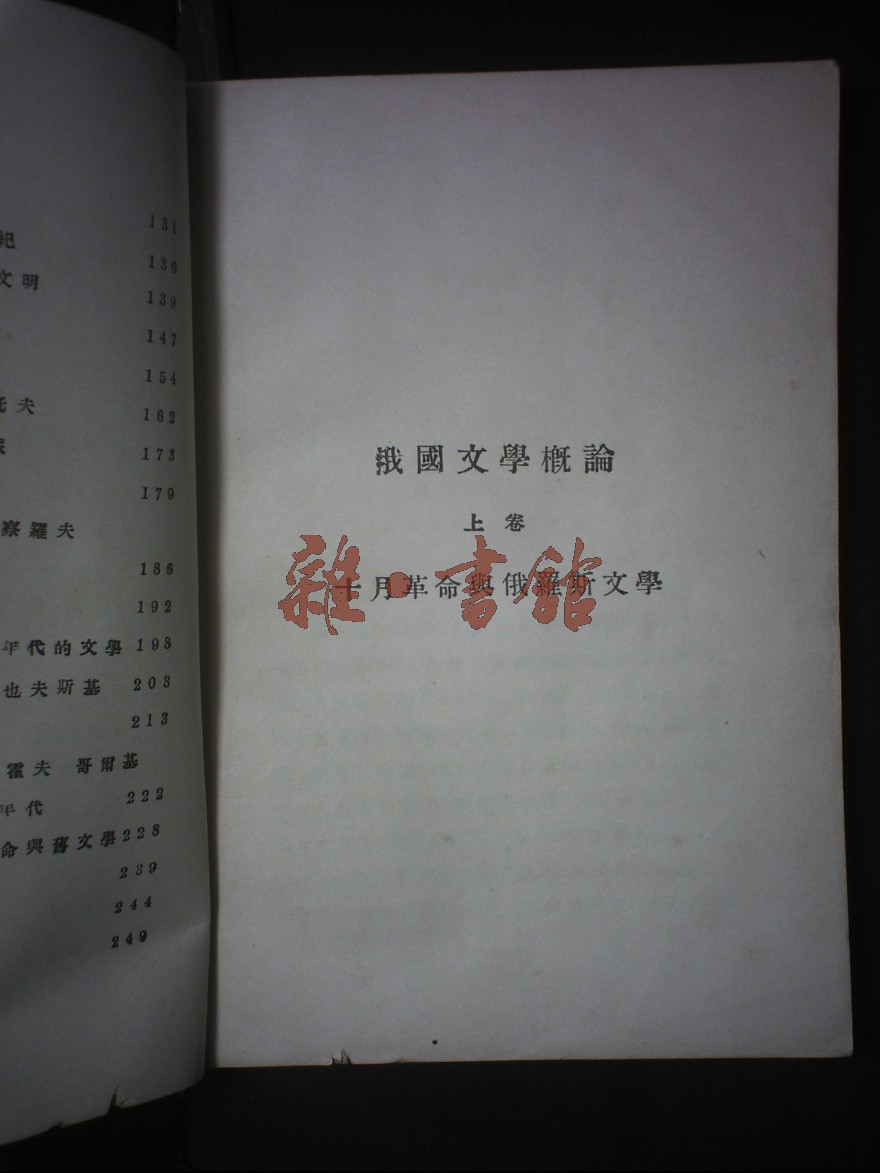 131
紀 136
文明 139
147
154
托夫 162
173
179
察羅夫
186
192
年代的文學 198
也夫斯基 203
213
霍夫 哥爾基
年代 222
命與舊文學 228
239
244
249
俄國文學概論
上卷
十月革命與俄羅斯文學
雜·書館